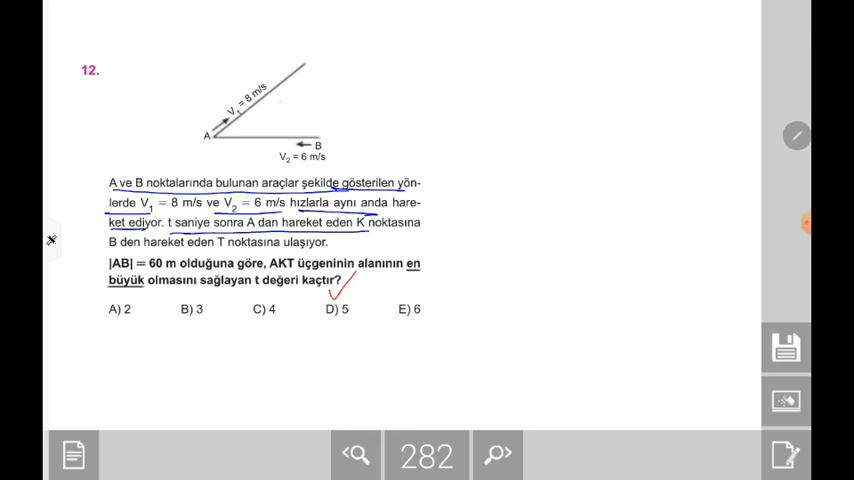 12.
V1 = 8 m/s
A
B
V2 = 6 m/s
A ve B noktalarında bulunan araçlar şekilde gösterilen yön-
lerde V1 = 8 m/s ve V2 = 6 m/s hızlarla aynı anda hare-
ket ediyor. t saniye sonra A dan hareket eden K noktasına
B den hareket eden T noktasına ulaşıyor.
|AB| = 60 m olduğuna göre, AKT üçgeninin alanının en
büyük olmasını sağlayan t değeri kaçtır?
A) 2 B) 3 C) 4 D) 5 E) 6
282